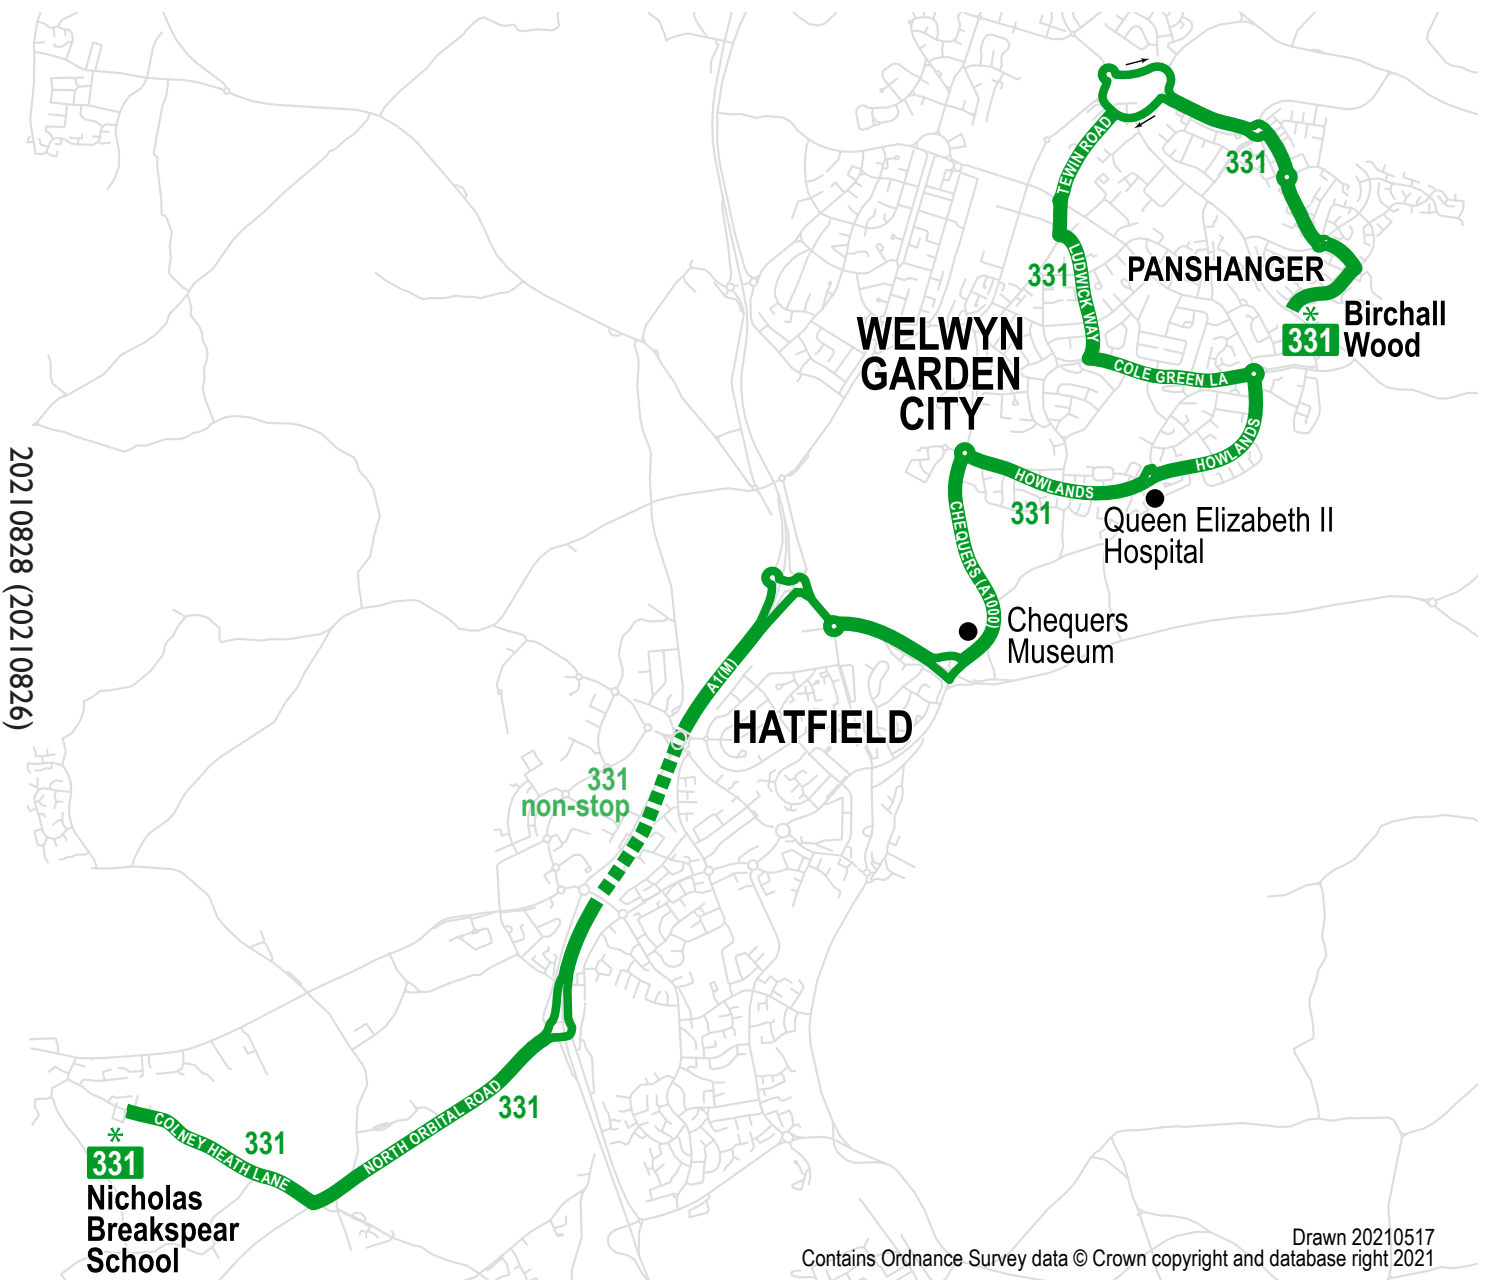 TEWIN ROAD
331
PANSHANGER
LUDWICK WAY
331
Birchall
Wood
331
WELWYN
GARDEN
CITY
COLE GREEN LA
HOWLANDS
HOWLANDS
331
CHEQUERS (A1000)
Queen Elizabeth II
Hospital
Chequers
Museum
A1(M)
HATFIELD
331
non-stop
20210828 (20210826)
NORTH ORBITAL ROAD
331
COLNEY HEATH LANE
331
331
Nicholas
Breakspear
School
Drawn 20210517
Contains Ordnance Survey data © Crown copyright and database right 2021